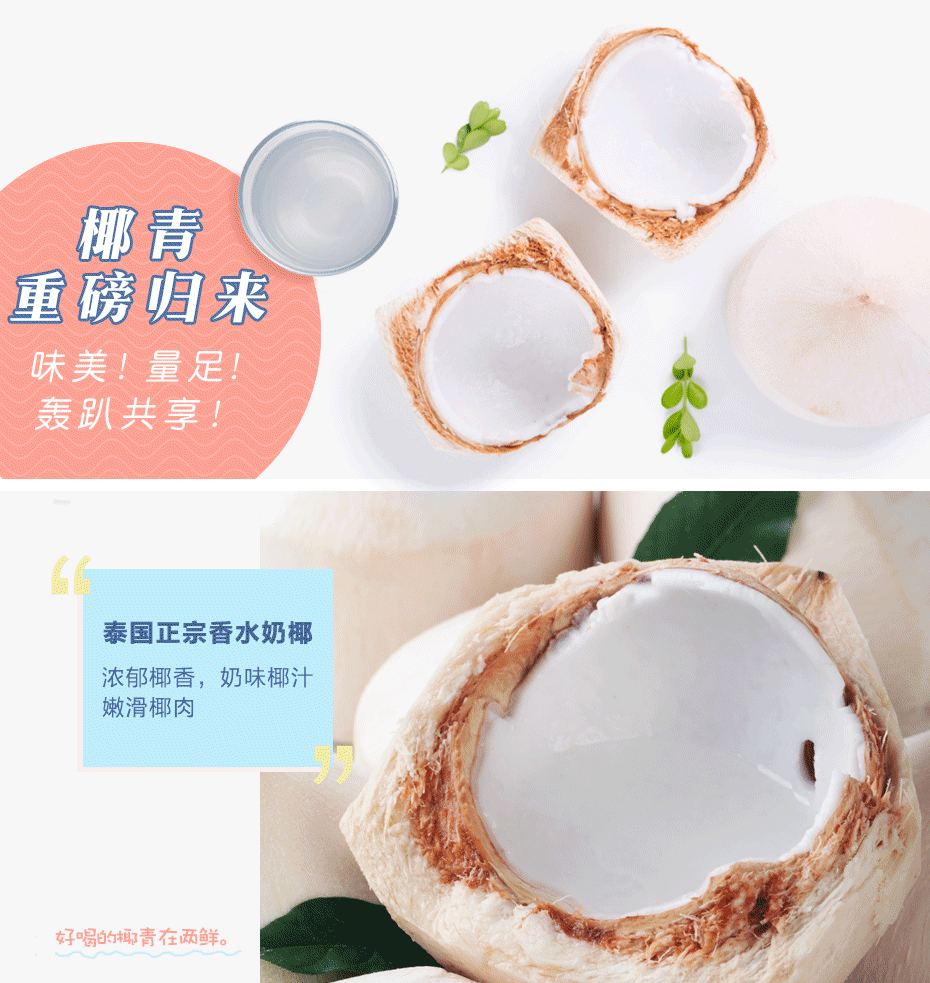 椰青
重磅归来
味美！量足！
轰趴共享！
“
泰国正宗香水奶椰
浓郁椰香，奶味椰汁
嫩滑椰肉
”
好喝的椰青在两鲜。